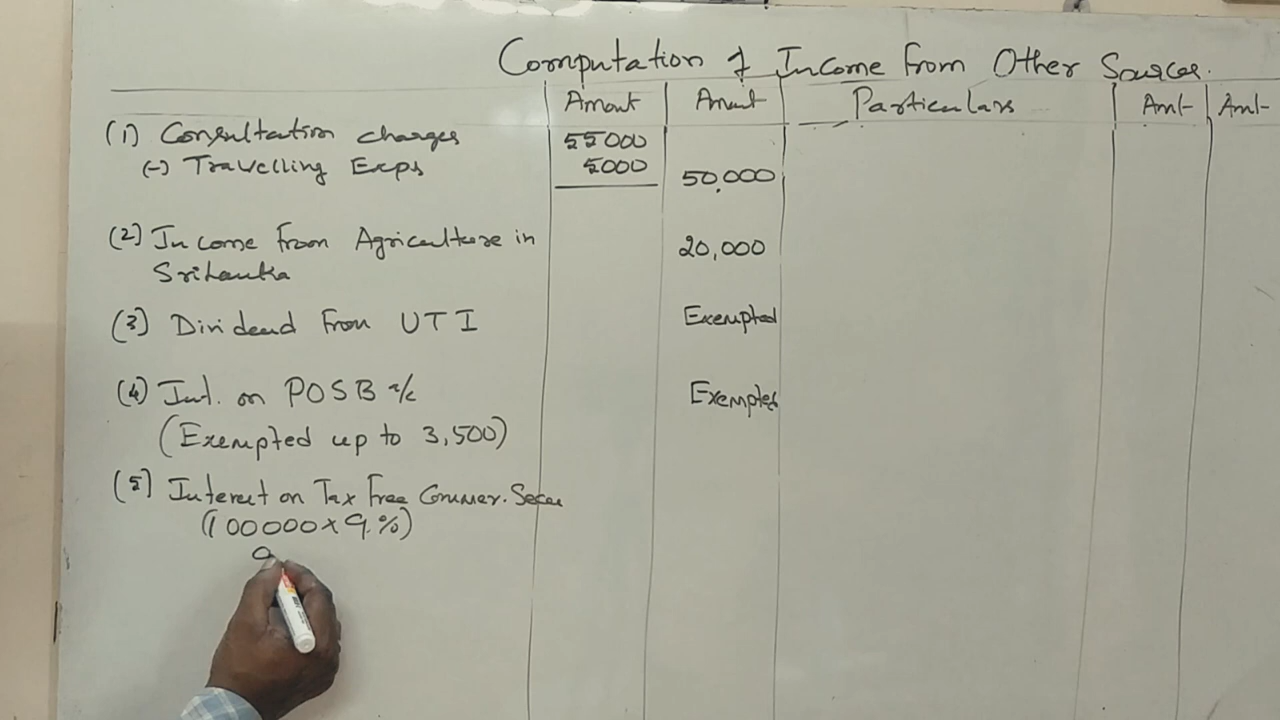 Computation of Income From Other Sources.
Amount Amount Particulars Amt Amt
(1) Consultation charges 55000
(-) Travelling Exps 5000 50,000
(2) Income from Agriculture in 20,000
SriLanka
(3) Dividend From UTI Exempted
(4) Int. on POSB a/c Exempted
(Exempted up to 3,500)
(5) Interest on Tax Free Commer. Secu
(100000 x 9%)
9